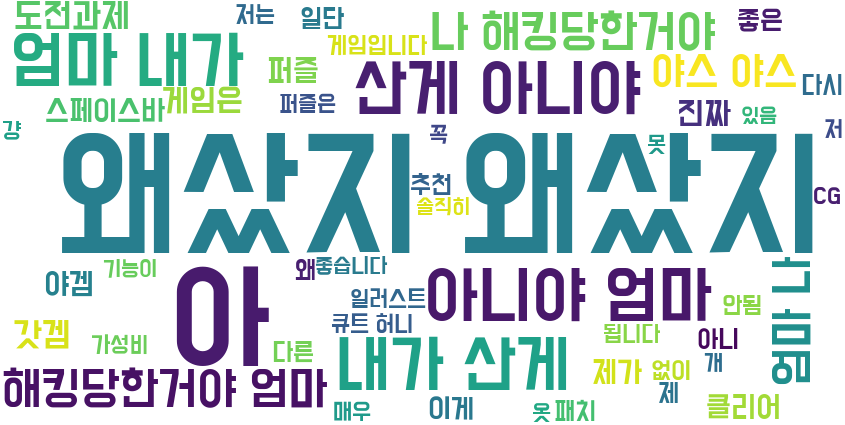 도전과제
저는
일단
나 해킹당한거야
좋은
엄마 내가
게임입니다
퍼즐
산게 아니야
야스 야스
다시
스페이스바
게임은
퍼즐은
진짜
있음
걍
꼭
못
저
왜샀지 왜샀지
추천
솔직히
CG
기능이
왜
좋습니다
엄마 나
야겜
아
일러스트
아니야 엄마
안됨
갓겜
가성비
다른
큐트 허니
됩니다
아니
해킹당한거야 엄마
내가 산게
제가
없이
개
제
매우
이게
옷
패치
클리어